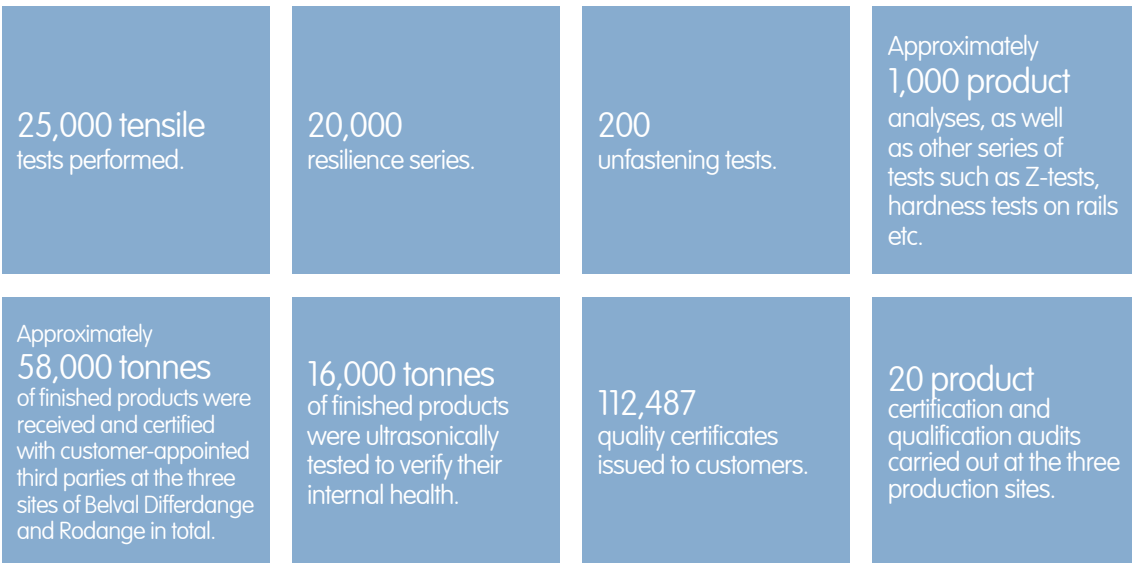 25,000 tensile
tests performed.
20,000
resilience series.
200
unfastening tests.
Approximately
1,000 product
analyses, as well
as other series of
tests such as Z-tests,
hardness tests on rails
etc.
Approximately
58,000 tonnes
of finished products were
received and certified
with customer-appointed
third parties at the three
sites of Belval Differdange
and Rodange in total.
16,000 tonnes
of finished products
were ultrasonically
tested to verify their
internal health.
112,487
quality certificates
issued to customers.
20 product
certification and
qualification audits
carried out at the three
production sites.